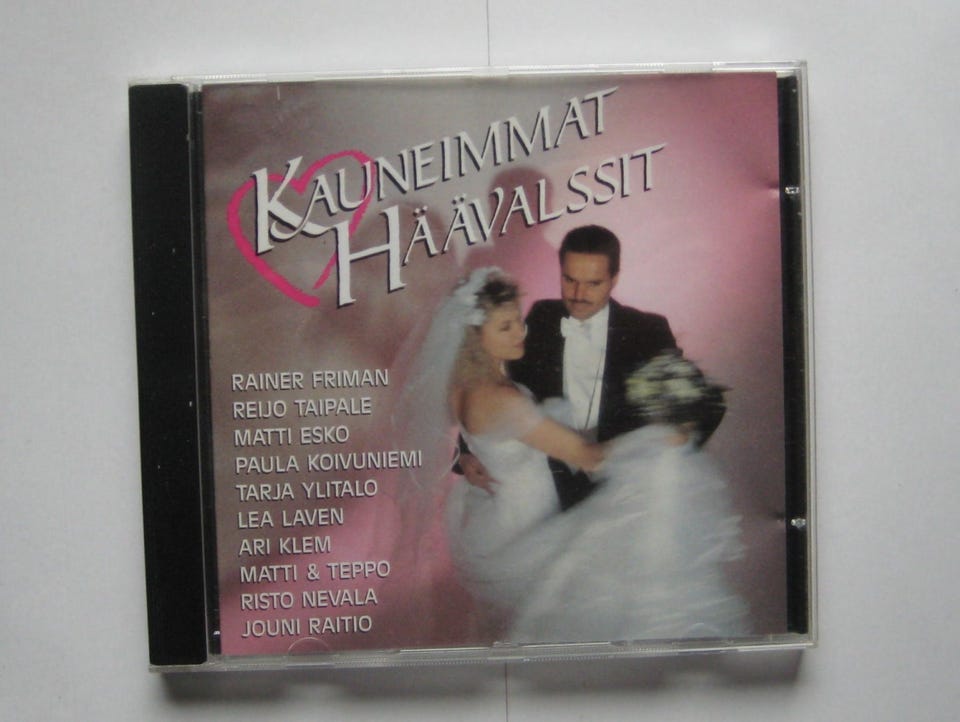 KAUNEIMMAT
HÄÄVALSSIT
RAINER FRIMAN
REIJO TAIPALE
MATTI ESKO
PAULA KOIVUNIEMI
TARJA YLITALO
LEA LAVEN
ARI KLEM
MATTI & TEPPO
RISTO NEVALA
JOUNI RAITIO